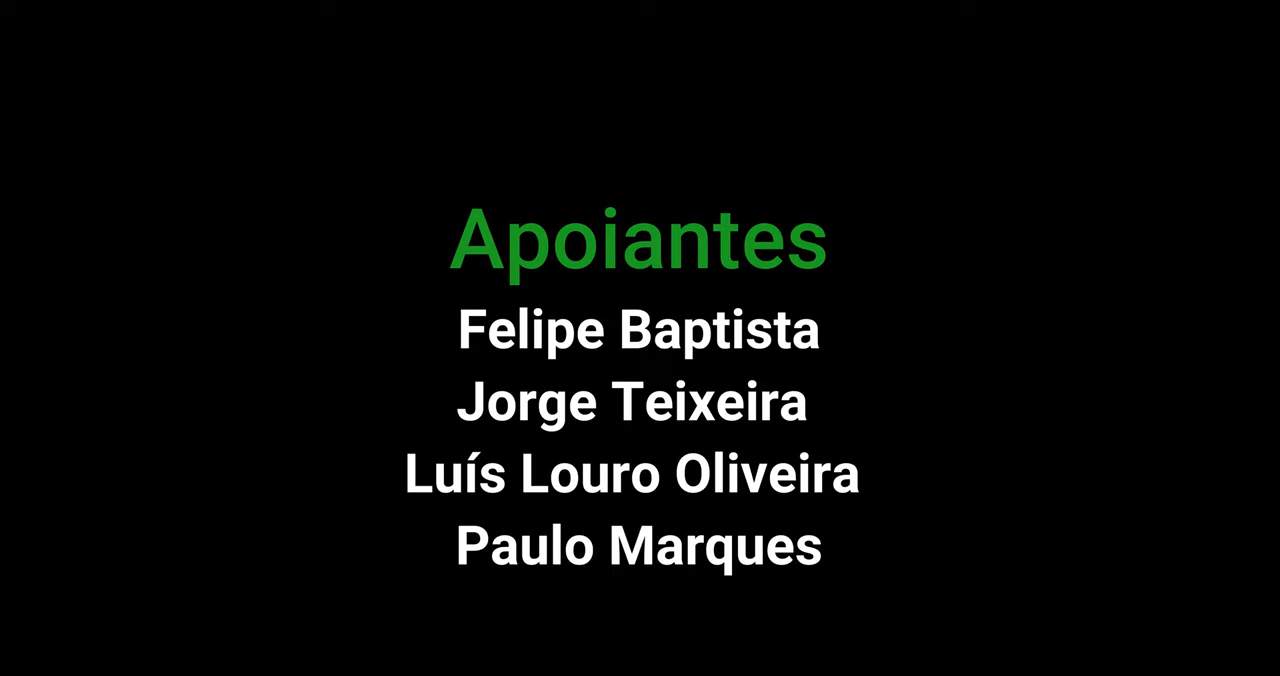 Apoiantes
Felipe Baptista
Jorge Teixeira
Luís Louro Oliveira
Paulo Marques